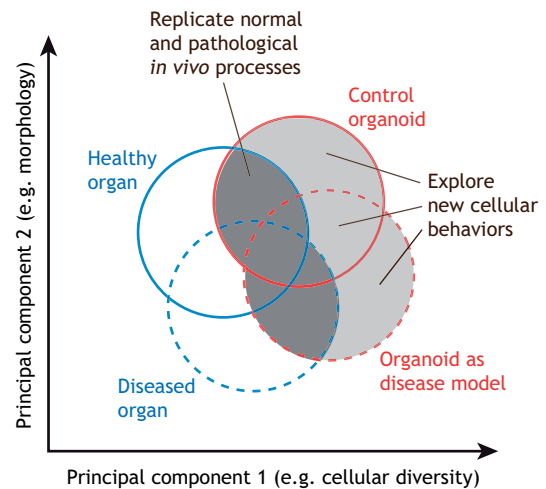 Replicate normal
and pathological
in vivo processes
Control
organoid
Healthy
organ
Explore
new cellular
behaviors
Diseased
organ
Organoid as
disease model
Principal component 2 (e.g. morphology)
Principal component 1 (e.g. cellular diversity)